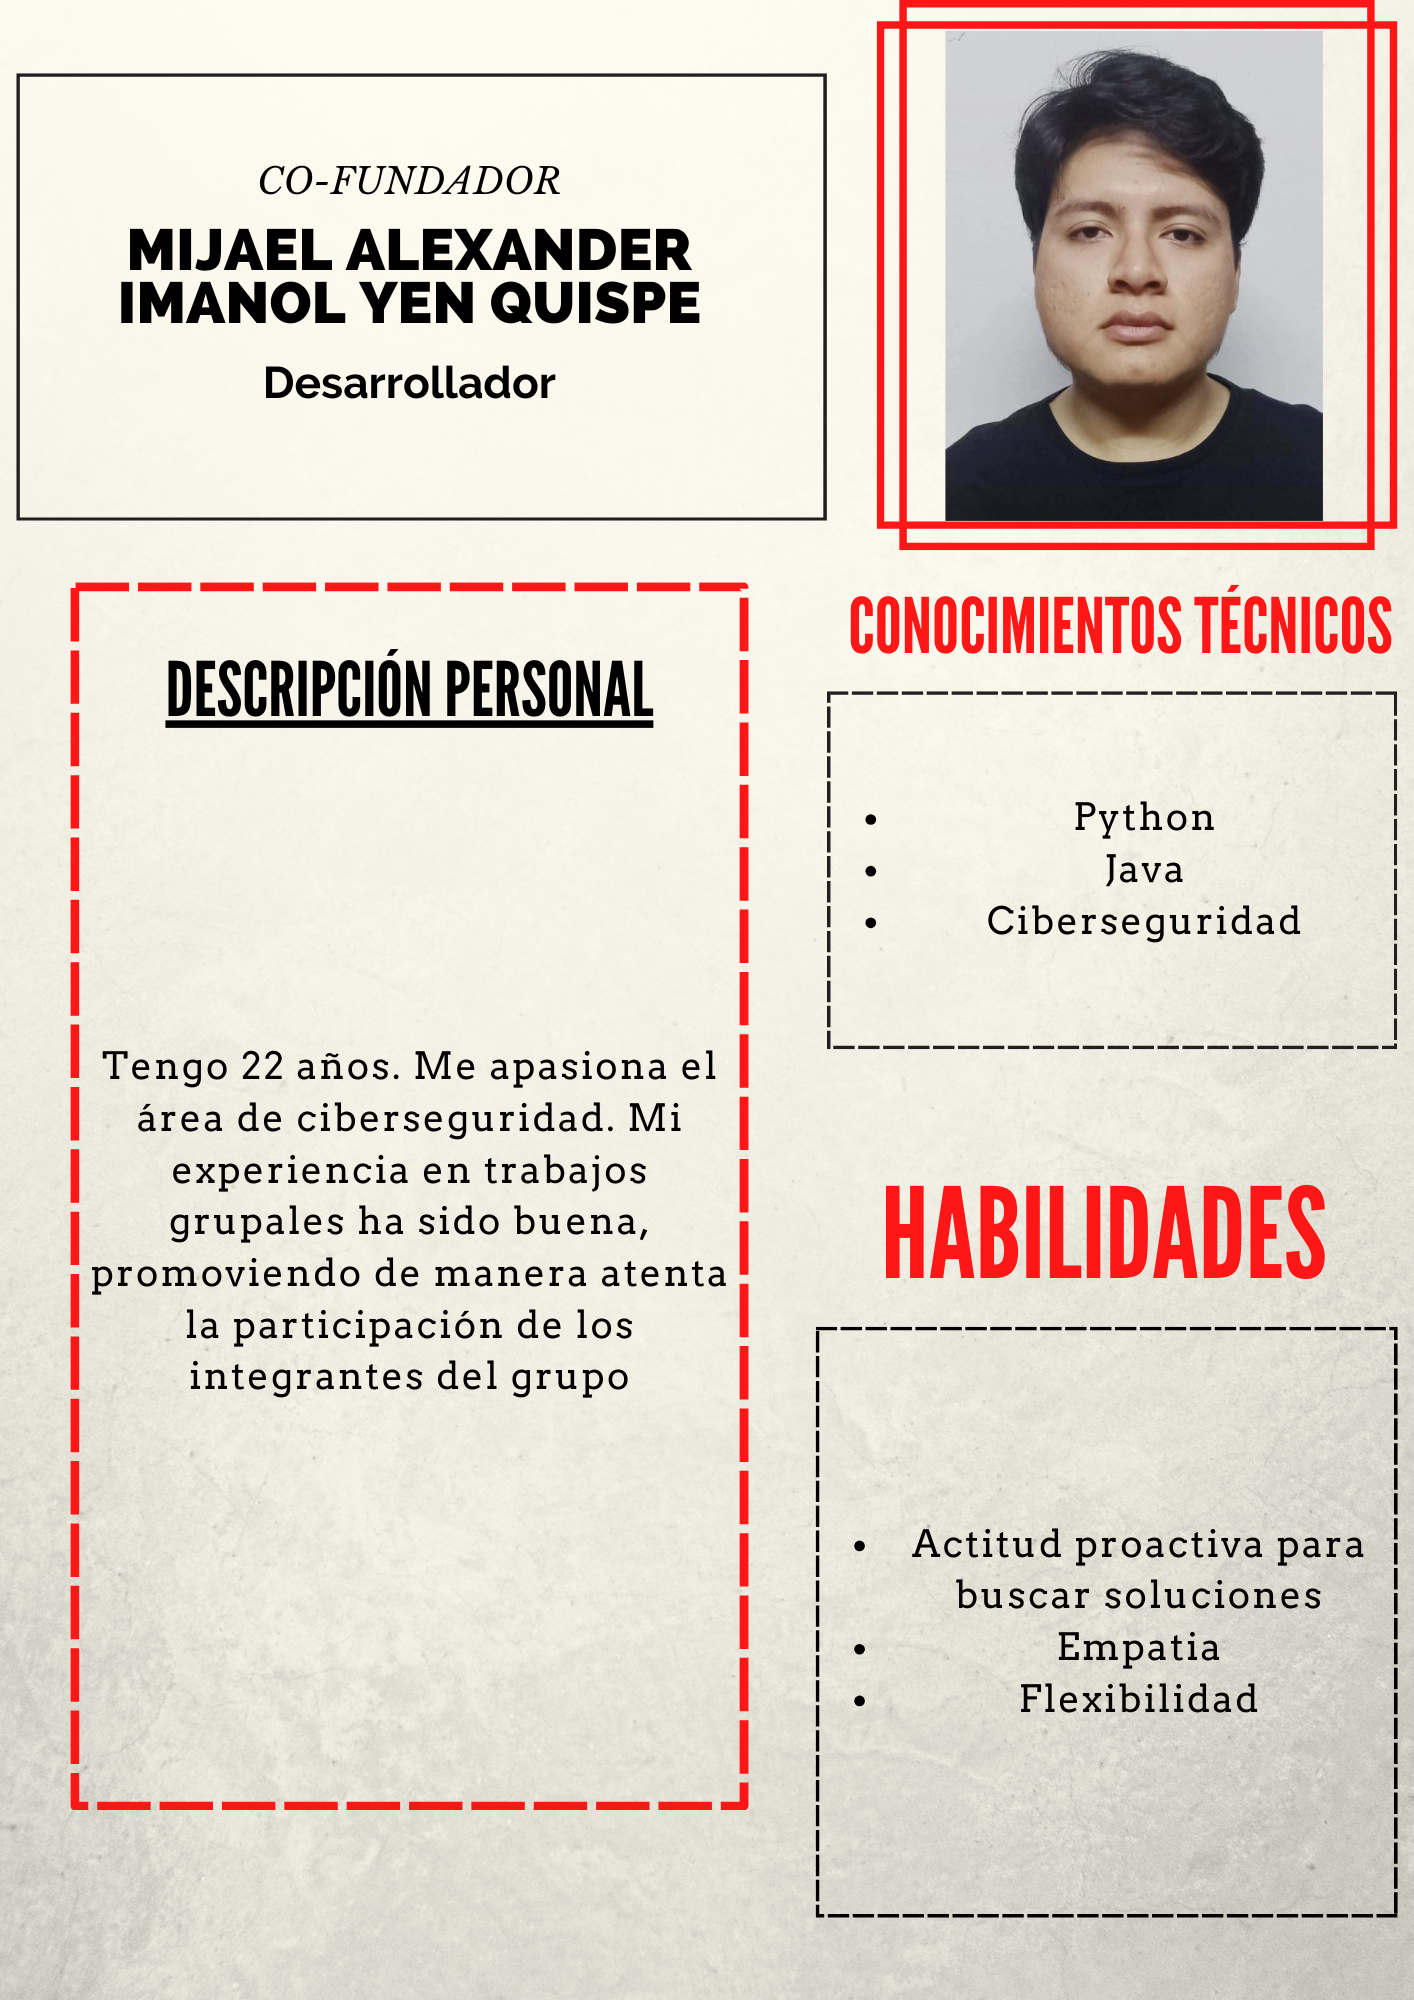 CO-FUNDADOR
MIJAEL ALEXANDER
IMANOL YEN QUISPE
Desarrollador
DESCRIPCIÓN PERSONAL
Tengo 22 años. Me apasiona el
área de ciberseguridad. Mi
experiencia en trabajos
grupales ha sido buena,
promoviendo de manera atenta
la participación de los
integrantes del grupo
CONOCIMIENTOS TÉCNICOS
• Python
• Java
• Ciberseguridad
HABILIDADES
• Actitud proactiva para
buscar soluciones
• Empatia
• Flexibilidad